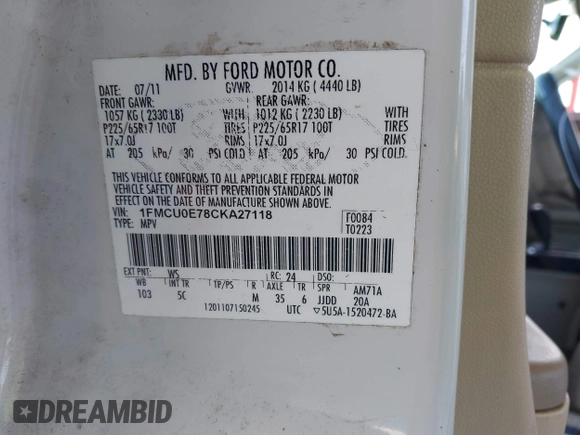 MFD. BY FORD MOTOR CO.
DATE: 07/11 GVWR: 2014 KG ( 4440 LB)
FRONT GAWR: REAR GAWR:
1057 KG ( 2330 LB) WITH 1012 KG ( 2230 LB) WITH
P225/65R17 100T TIRES P225/65R17 100T TIRES
17x7.0J RIMS 17x7.0J RIMS
AT 205 kPa/ 30 PSI COLD AT 205 kPa/ 30 PSI COLD
THIS VEHICLE CONFORMS TO ALL APPLICABLE FEDERAL MOTOR
VEHICLE SAFETY AND THEFT PREVENTION STANDARDS IN
EFFECT ON THE DATE OF MANUFACTURE SHOWN ABOVE.
VIN: 1FMCU0E78CKA27118 F0084
TYPE: MPV T0223
EXT PNT: WS RC: 24 DSO:
WB INT TR TP/PS R AXLE TR SPR AM71A
103 5C M 35 6 JJDD 20A
1201107150245 UTC ▽5U5A-1520472-BA
DREAMBID